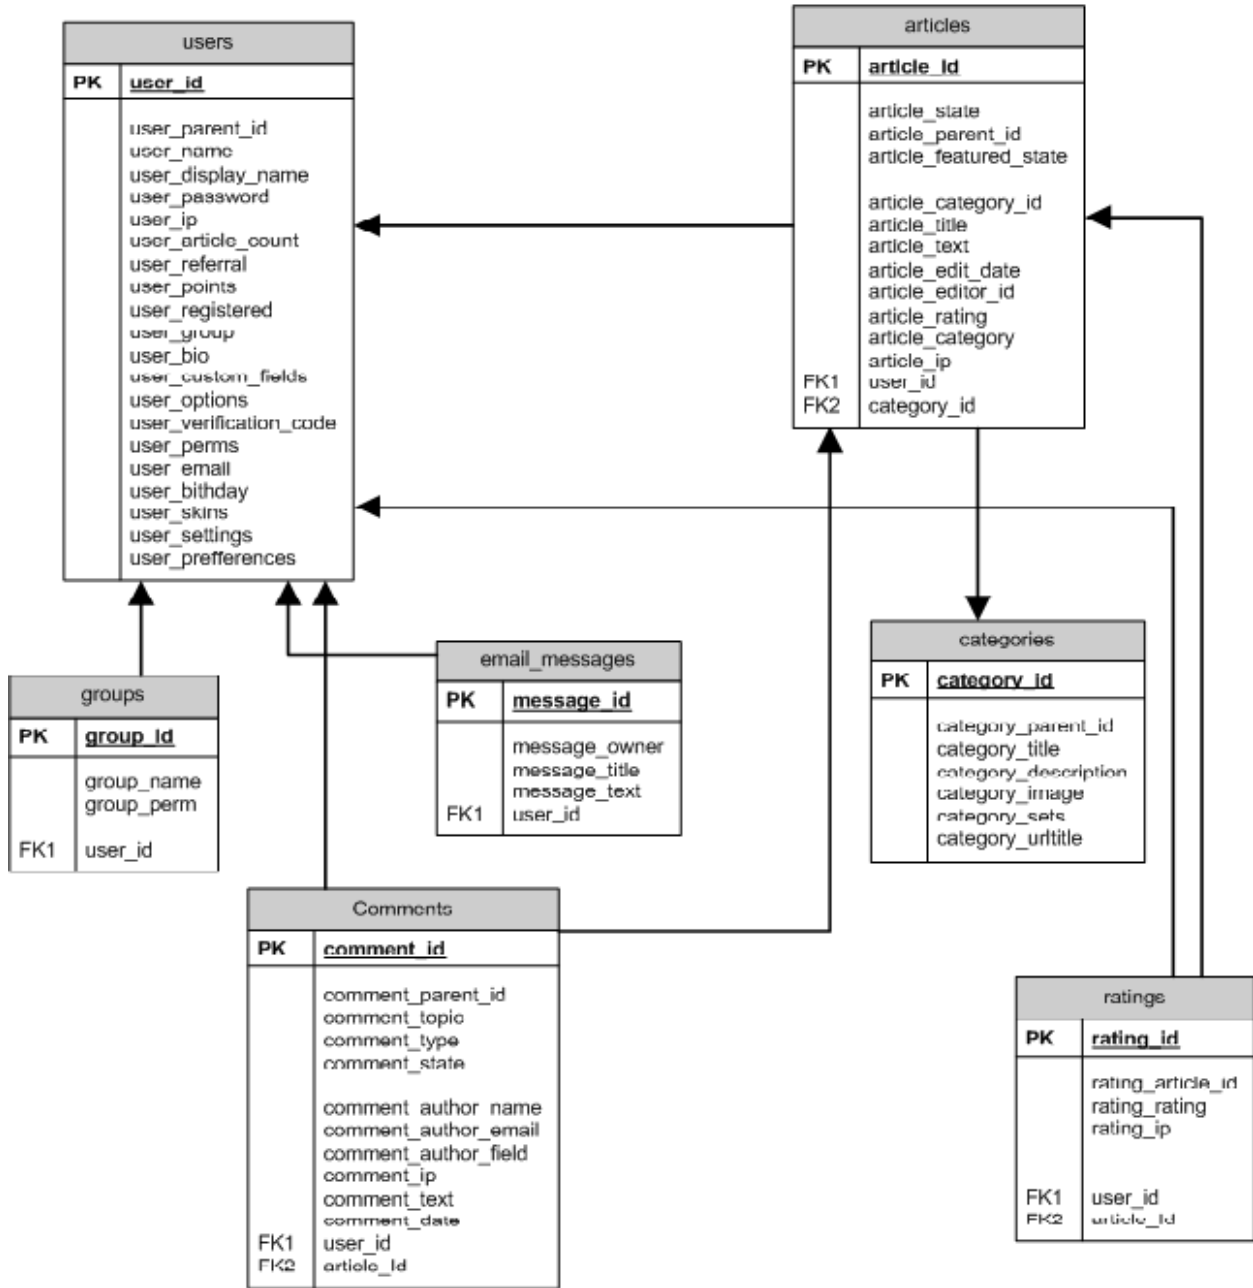 users
PK user_id
user_parent_id
user_name
user_display_name
user_password
user_ip
user_article_count
user_referral
user_points
user_registered
user_group
user_bio
user_custom_fields
user_options
user_verification_code
user_perms
user_email
user_bithday
user_skins
user_settings
user_prefferences
articles
PK article_id
article_state
article_parent_id
article_featured_state
article_category_id
article_title
article_text
article_edit_date
article_editor_id
article_rating
article_category
article_ip
FK1 user_id
FK2 category_id
groups
PK group_id
group_name
group_perm
FK1 user_id
email_messages
PK message_id
message_owner
message_title
message_text
FK1 user_id
categories
PK category_id
category_parent_id
category_title
category_description
category_image
category_sets
category_urltitle
Comments
PK comment_id
comment_parent_id
comment_topic
comment_type
comment_state
comment_author_name
comment_author_email
comment_author_field
comment_ip
comment_text
comment_date
FK1 user_id
FK2 article_id
ratings
PK rating_id
rating_article_id
rating_rating
rating_ip
FK1 user_id
FK2 article_id